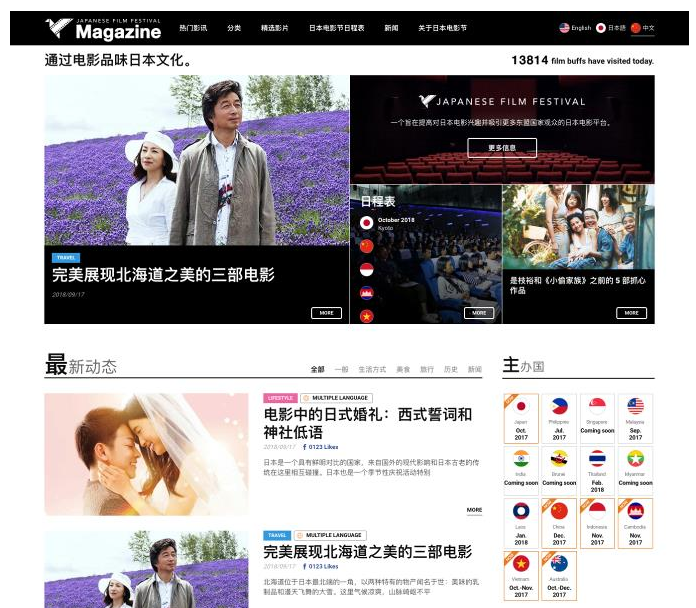 JAPANESE FILM FESTIVAL
Magazine
热门影讯 分类 精选影片 日本电影节日程表 新闻 关于日本电影节
English 日本語 中文
通过电影品味日本文化。
13814 film buffs have visited today.
TRAVEL
完美展现北海道之美的三部电影
2018/09/17
MORE
JAPANESE FILM FESTIVAL
一个旨在提高对日本电影兴趣并吸引更多东盟国家观众的日本电影平台。
更多信息
日程表
October 2018
Kyoto
MORE
是枝裕和《小偷家族》之前的 5 部抓心
作品
MORE
最新动态
全部 一般 生活方式 美食 旅行 历史 新闻
LIFESTYLE MULTIPLE LANGUAGE
电影中的日式婚礼：西式誓词和
神社低语
2018/09/17 0123 Likes
日本是一个具有鲜明对比的国家，来自国外的现代影响和日本古老的传
统在这里相互碰撞。日本也是一个季节性庆祝活动特别
MORE
TRAVEL MULTIPLE LANGUAGE
完美展现北海道之美的三部电影
2018/09/17 0123 Likes
北海道位于日本最北端的一角，以两种特有的物产闻名于世：美味的乳
制品和漫天飞舞的大雪。这里气候凉爽，山脉崎岖不平
主办国
Japan
Oct.
2017
Philippine
Jul.
2017
Singapore
Coming soon
Malaysia
Sep.
2017
India
Coming soon
Brunei
Coming soon
Thailand
Feb.
2018
Myanmar
Coming soon
Laos
Jan.
2018
China
Dec.
2017
Indonesia
Nov.
2017
Cambodia
Nov.
2017
Vietnam
Oct.-Nov.
2017
Australia
Oct.-Dec.
2017